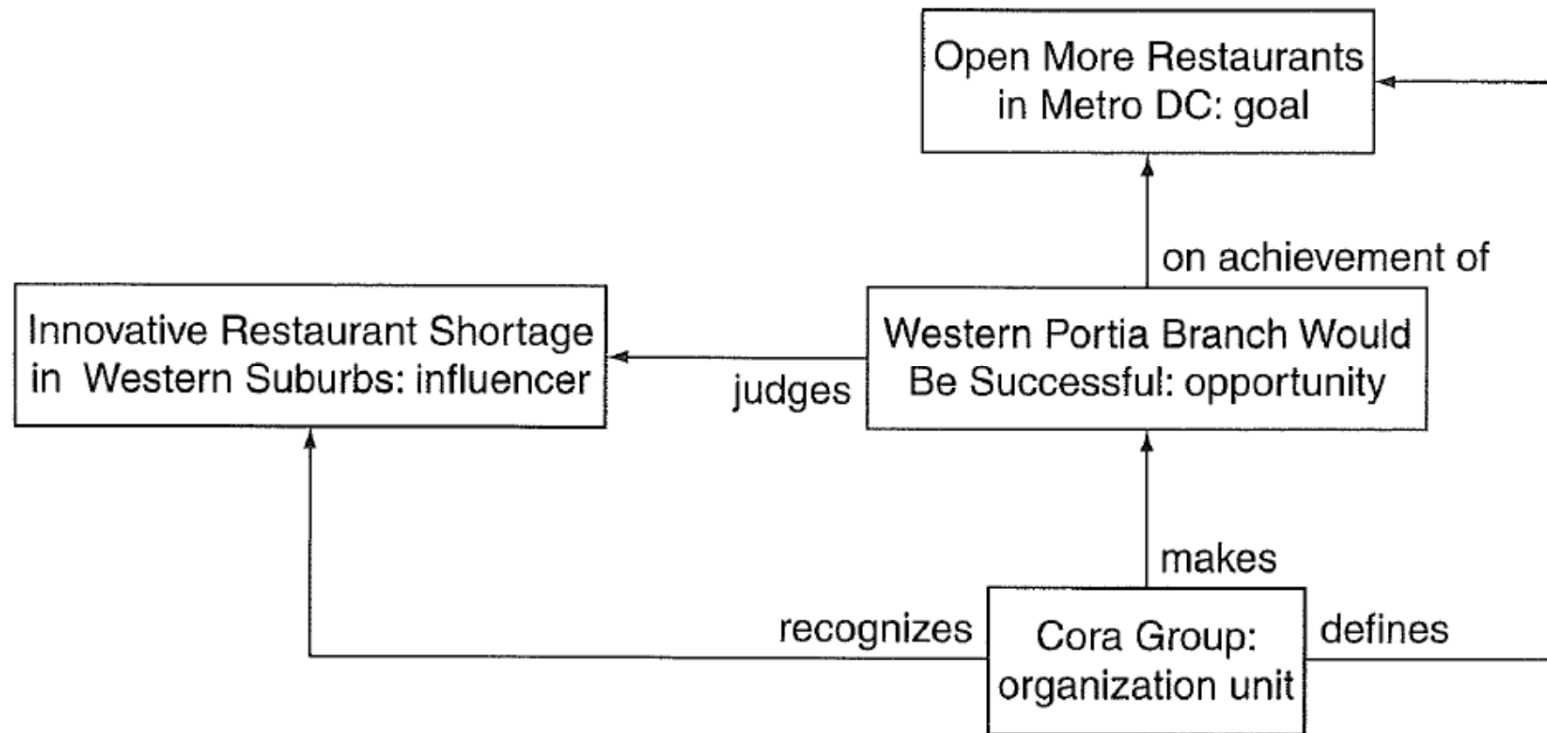 Open More Restaurants
in Metro DC: goal
on achievement of
Innovative Restaurant Shortage
in Western Suburbs: influencer
judges
Western Portia Branch Would
Be Successful: opportunity
makes
recognizes
Cora Group:
organization unit
defines